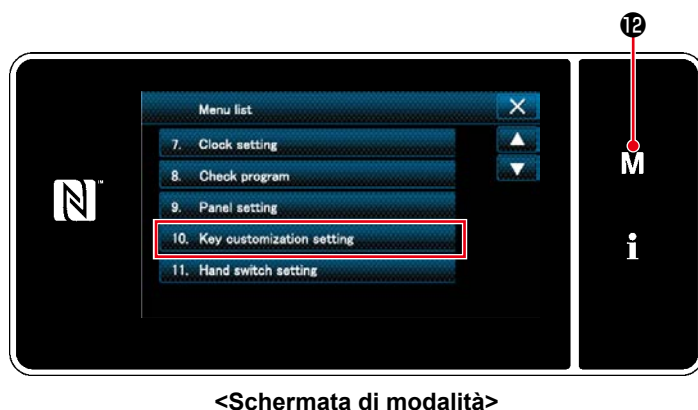 ⓬
Menu list
7. Clock setting
8. Check program
9. Panel setting
10. Key customization setting
11. Hand switch setting
M
i
N™
<Schermata di modalità>